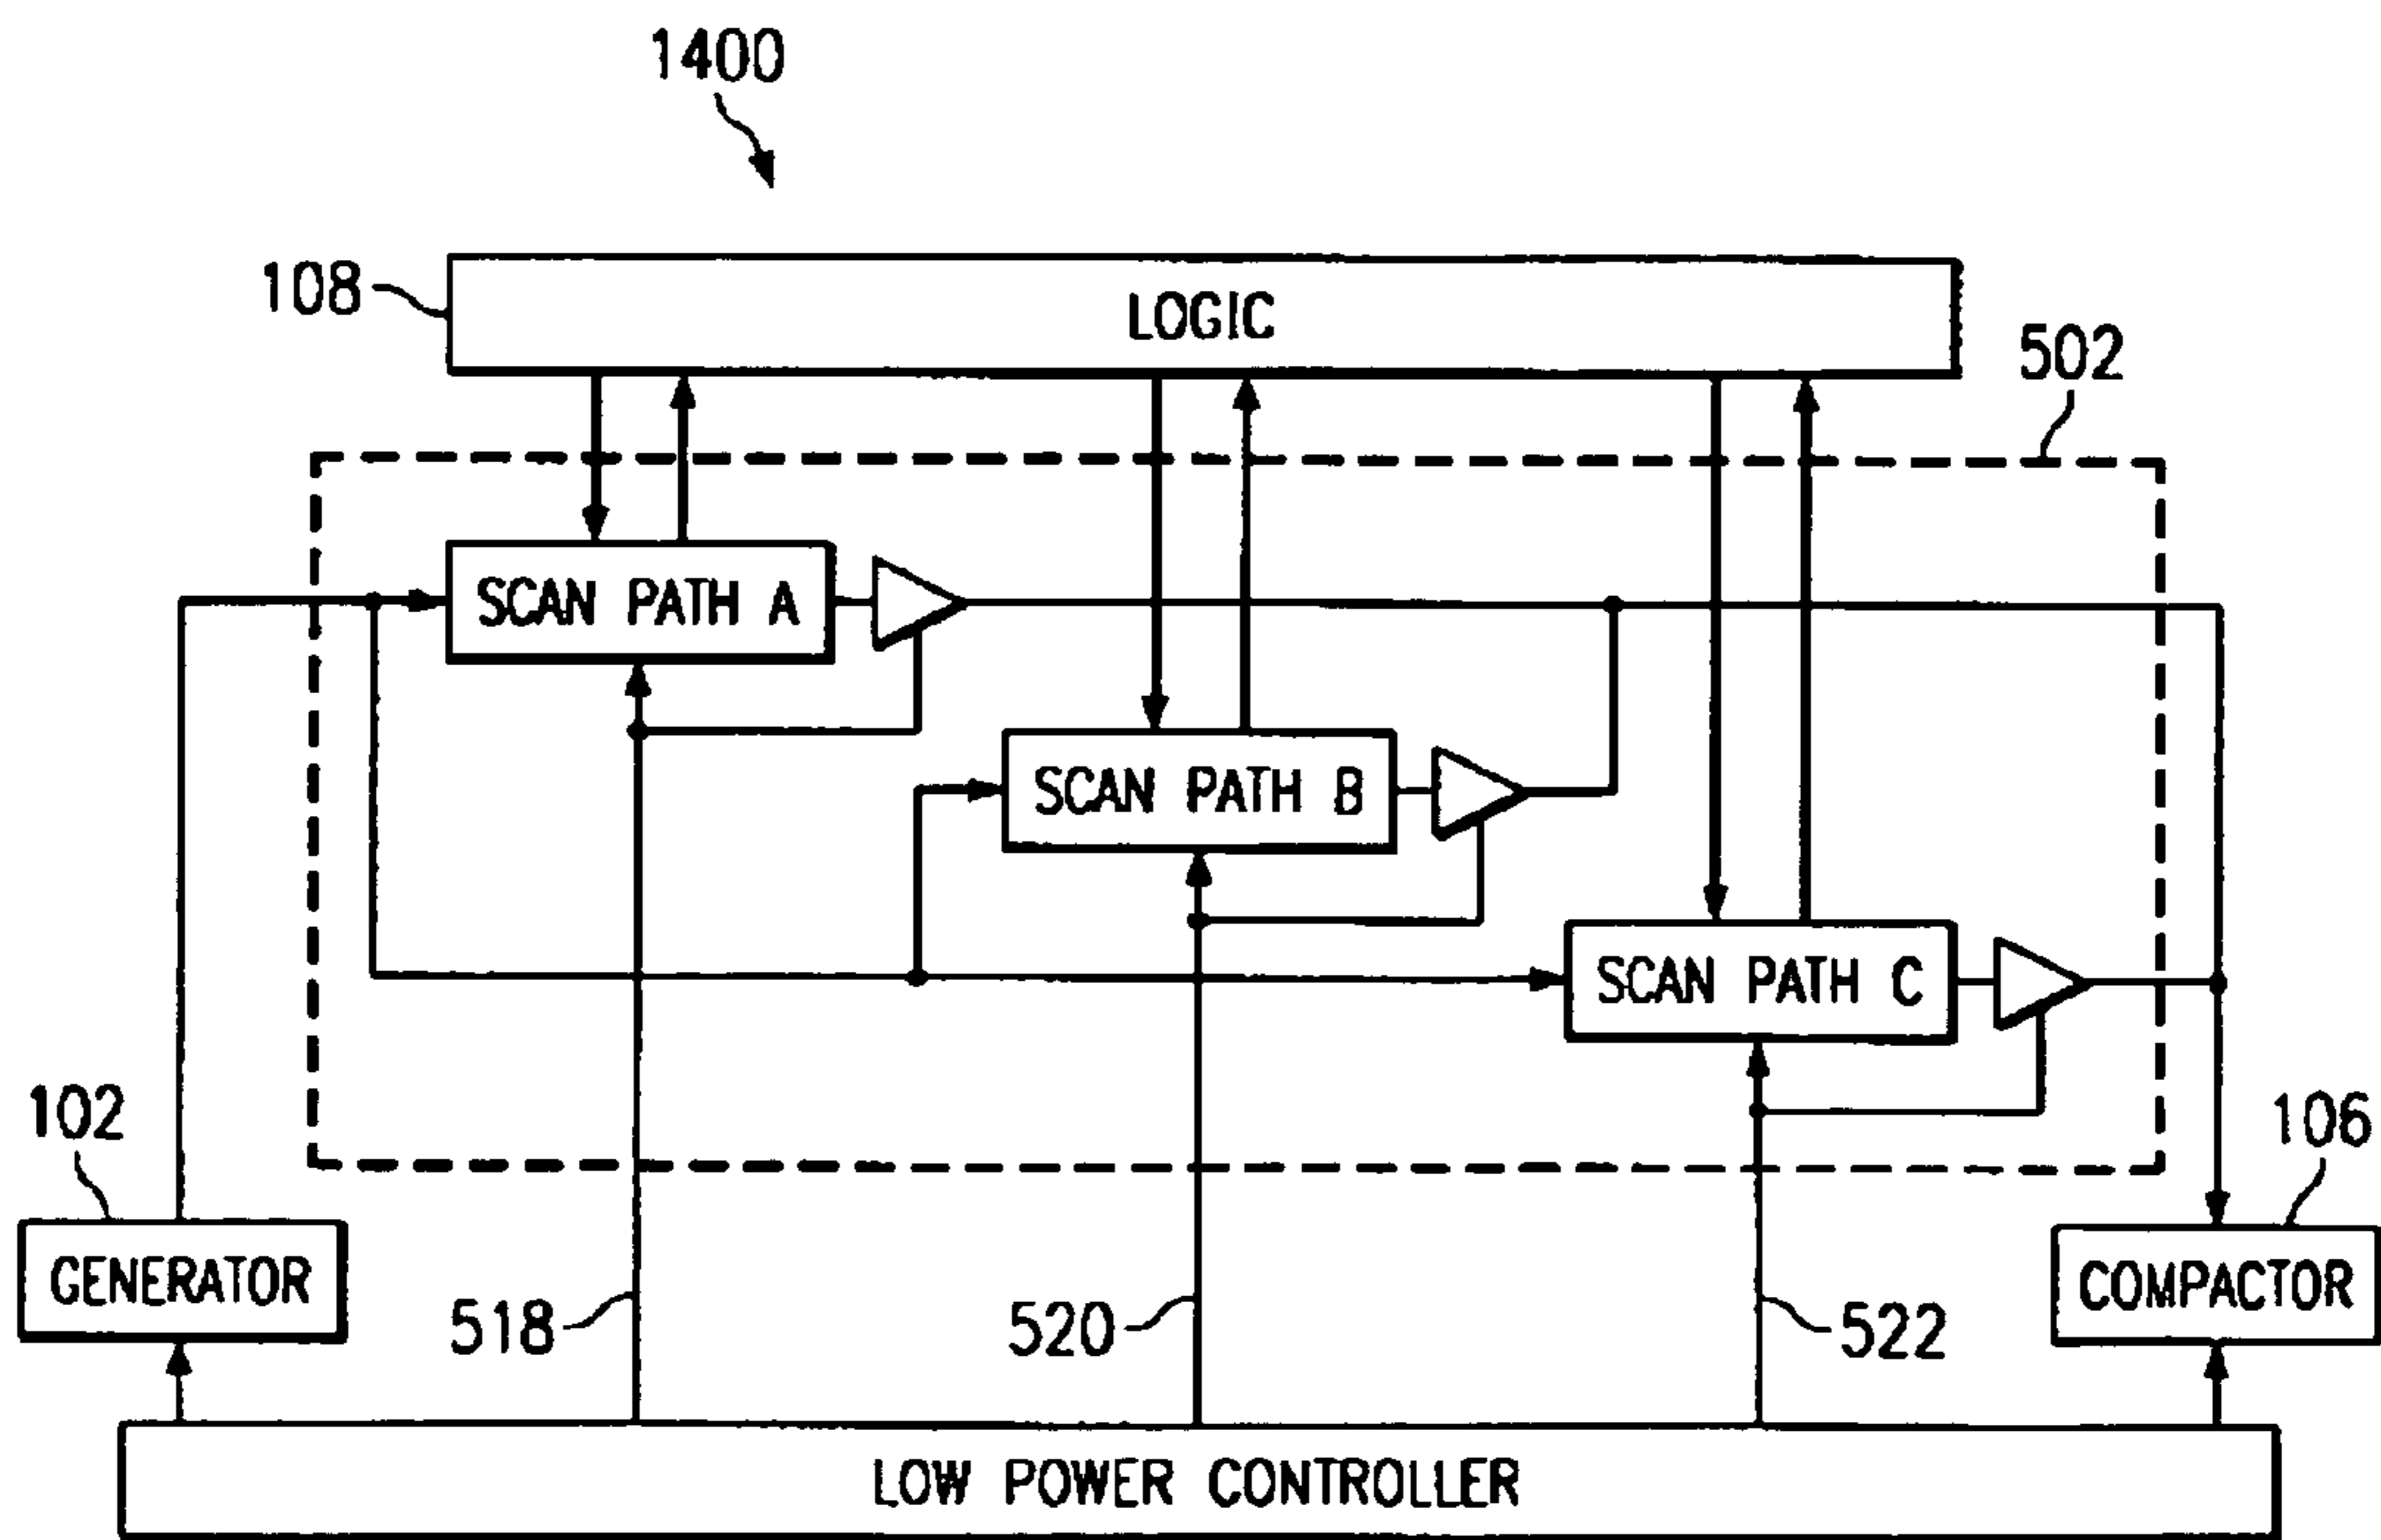 1400
108
LOGIC
502
SCAN PATH A
SCAN PATH B
SCAN PATH C
102
106
GENERATOR
518
520
522
COMPACTOR
LOW POWER CONTROLLER